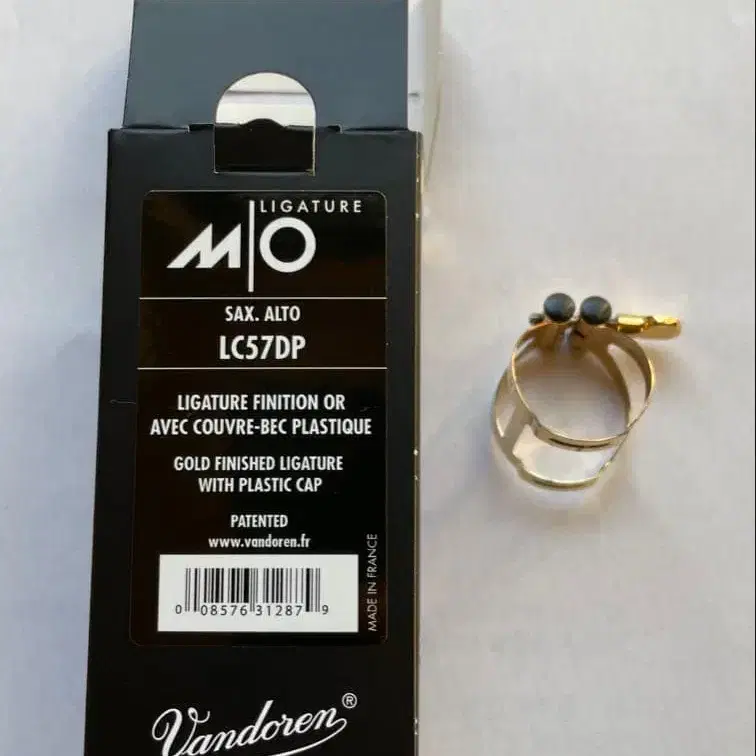 LIGATURE
M|O
SAX. ALTO
LC57DP
LIGATURE FINITION OR
AVEC COUVRE-BEC PLASTIQUE
GOLD FINISHED LIGATURE
WITH PLASTIC CAP
PATENTED
www.vandoren.fr
0 08576 31287 9
MADE IN FRANCE
Vandoren®